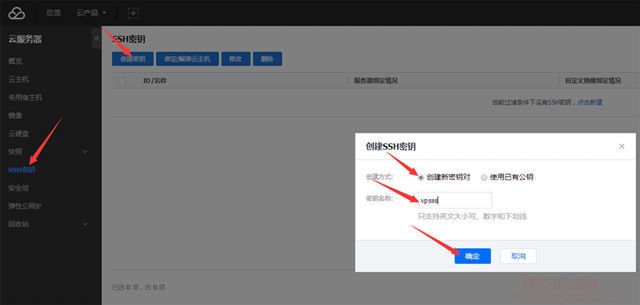 总览 云产品
云服务器
概览
云主机
专用宿主机
镜像
云硬盘
快照
SSH密钥
安全组
弹性公网IP
回收站
SSH密钥
创建密钥 绑定/解绑云主机 修改 删除
ID/名称 服务器绑定情况 自定义镜像绑定情况
当前过滤条件下没有SSH密钥，点击新建
创建SSH密钥
创建方式: 创建新密钥对 使用已有公钥
密钥名称: vpsss
只支持英文大小写、数字和下划线
确定 取消
已选 0 项，共 0 项